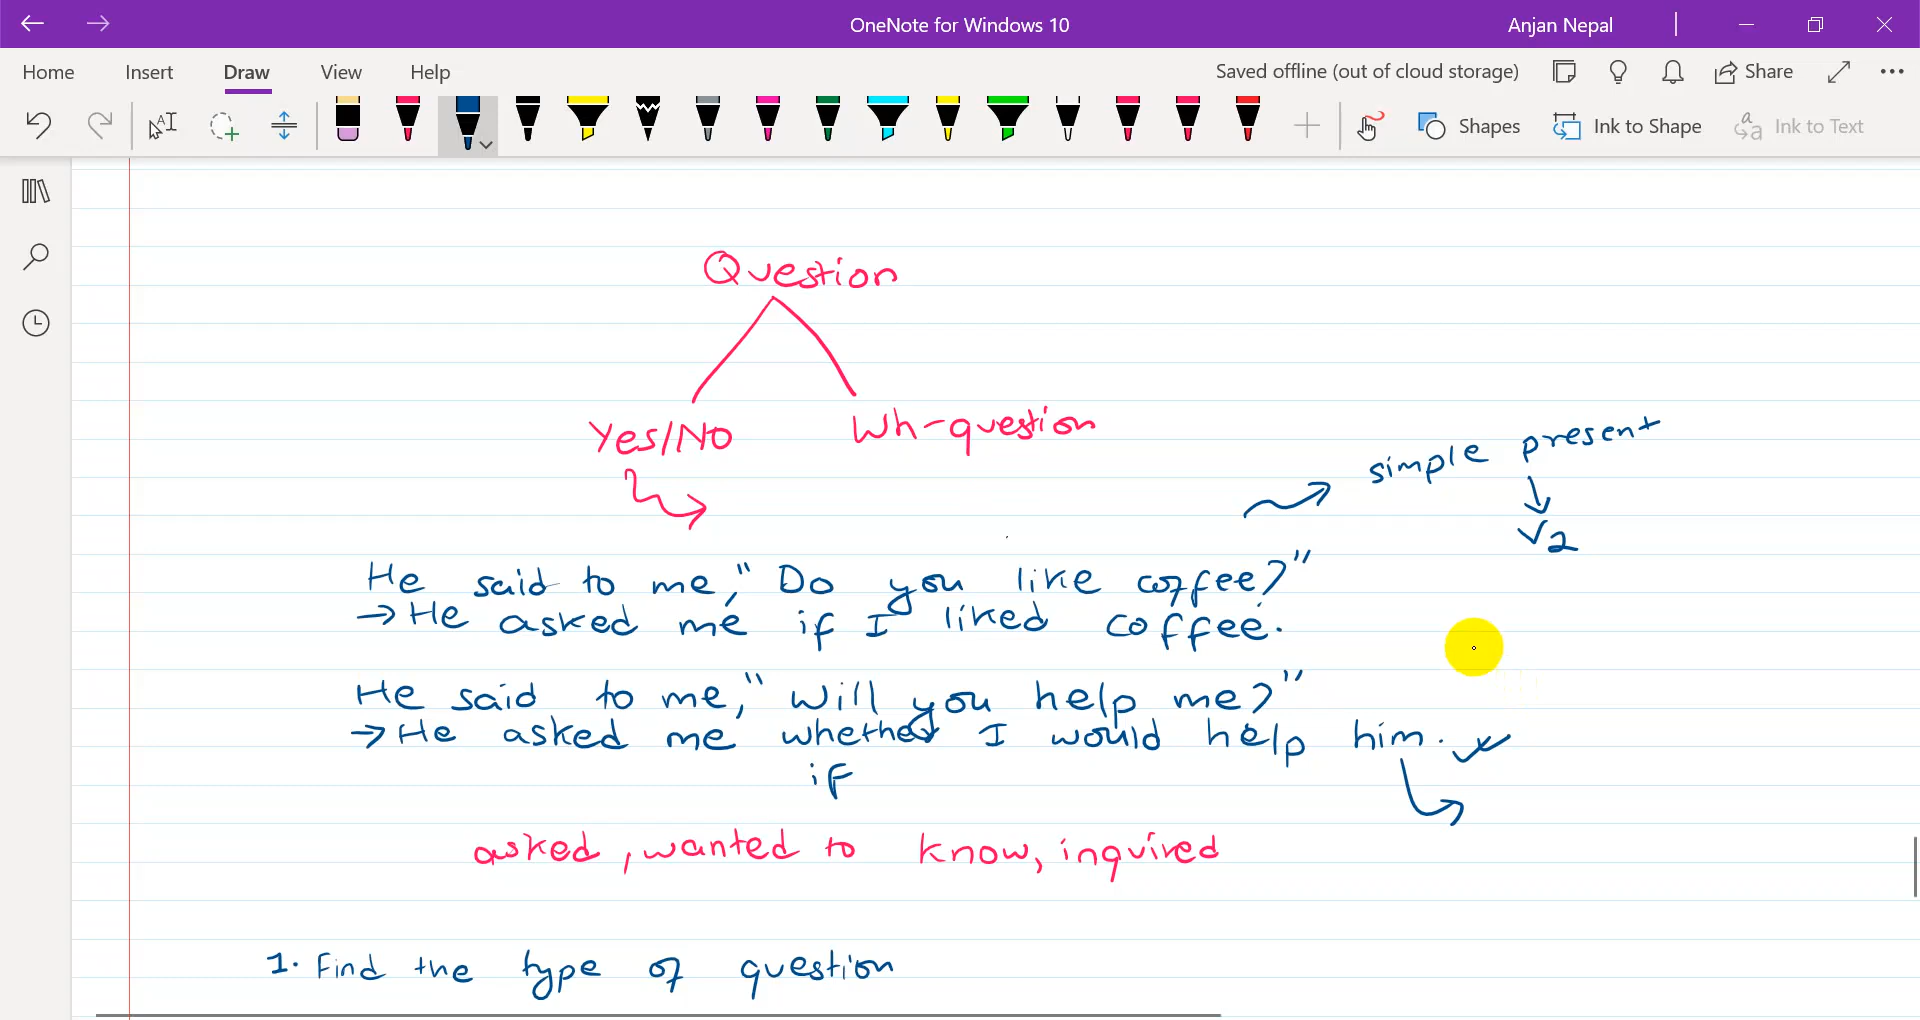 OneNote for Windows 10
Anjan Nepal
Home Insert Draw View Help
Saved offline (out of cloud storage)
Share
Shapes
Ink to Shape
Ink to Text
Question
Yes/No Wh-question
simple present
V2
He said to me," Do you like coffee?"
→ He asked me if I liked coffee.
He said to me," Will you help me?"
→ He asked me whether I would help him.
if
asked, wanted to know, inquired
1. Find the type of question